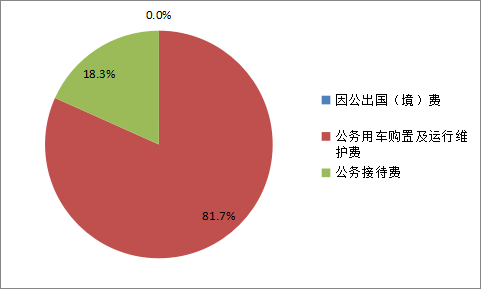 0.0%
18.3%
81.7%
因公出国（境）费
公务用车购置及运行维
护费
公务接待费